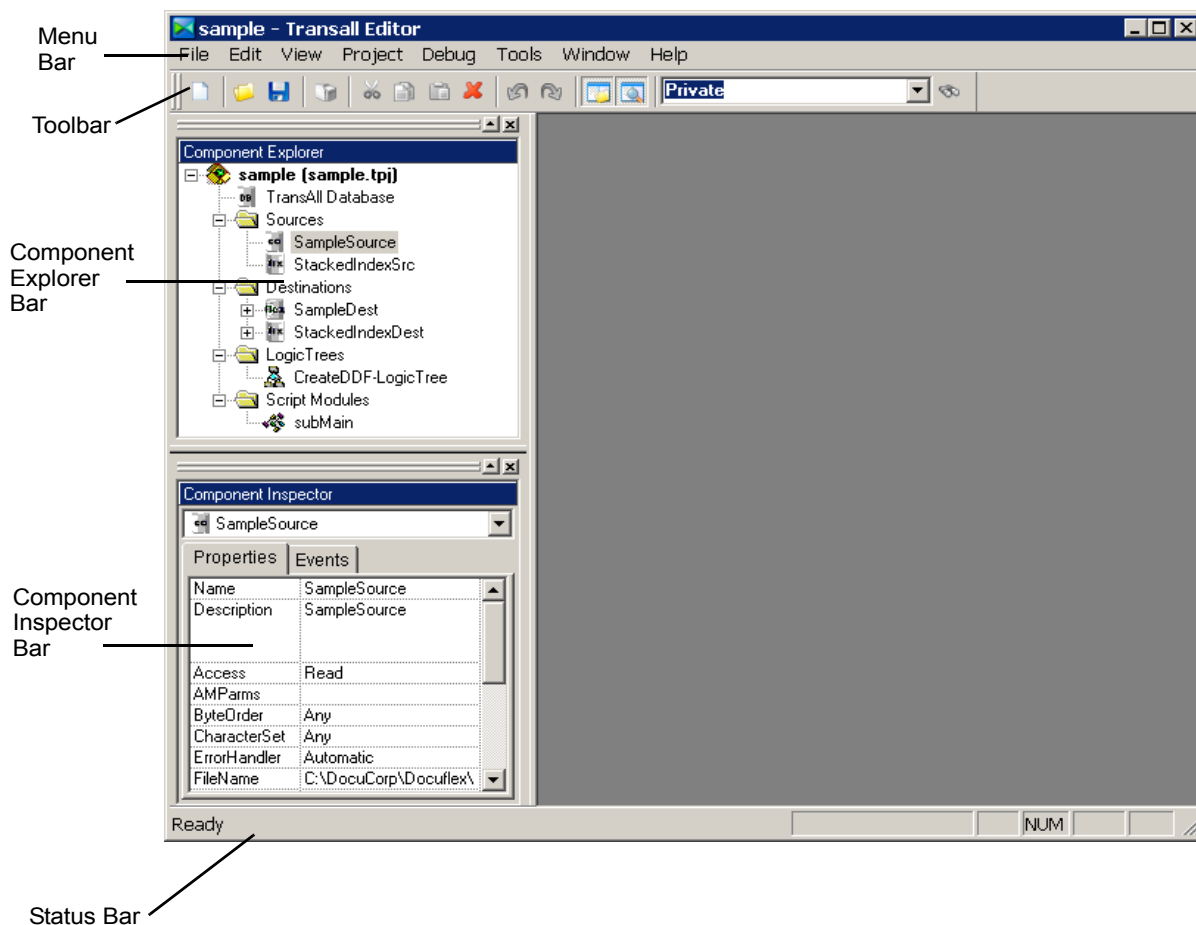 Menu
Bar
sample - Transall Editor
File Edit View Project Debug Tools Window Help
Private
Toolbar
Component Explorer
sample (sample.tpj)
DB TransAll Database
Sources
SampleSource
StackedIndexSrc
Component
Explorer
Bar
Destinations
SampleDest
StackedIndexDest
LogicTrees
CreateDDF-LogicTree
Script Modules
subMain
Component Inspector
SampleSource
Properties Events
Name SampleSource
Description SampleSource
Component
Inspector
Bar
Access Read
AMParms
ByteOrder Any
CharacterSet Any
ErrorHandler Automatic
FileName C:\DocuCorp\Docuflex\
Ready NUM
Status Bar